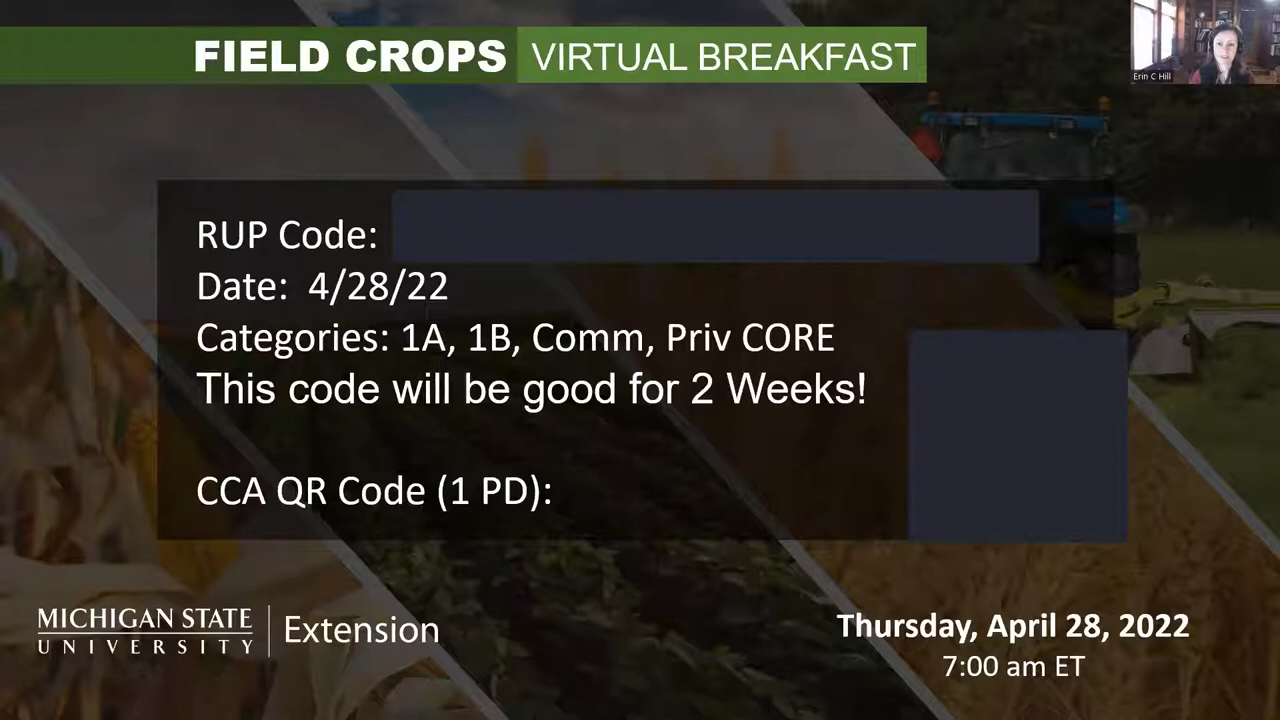 FIELD CROPS VIRTUAL BREAKFAST
Erin C Hill
RUP Code:
Date: 4/28/22
Categories: 1A, 1B, Comm, Priv CORE
This code will be good for 2 Weeks!
CCA QR Code (1 PD):
MICHIGAN STATE
UNIVERSITY
Extension
Thursday, April 28, 2022
7:00 am ET